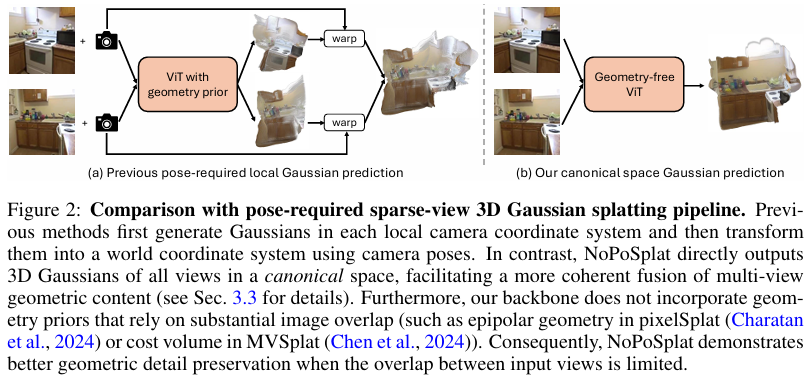 +
ViT with
geometry prior
warp
+
warp
Geometry-free
ViT
(a) Previous pose-required local Gaussian prediction
(b) Our canonical space Gaussian prediction
Figure 2: Comparison with pose-required sparse-view 3D Gaussian splatting pipeline. Previ-
ous methods first generate Gaussians in each local camera coordinate system and then transform
them into a world coordinate system using camera poses. In contrast, NoPoSplat directly outputs
3D Gaussians of all views in a canonical space, facilitating a more coherent fusion of multi-view
geometric content (see Sec. 3.3 for details). Furthermore, our backbone does not incorporate geom-
etry priors that rely on substantial image overlap (such as epipolar geometry in pixelSplat (Charatan
et al., 2024) or cost volume in MVSplat (Chen et al., 2024)). Consequently, NoPoSplat demonstrates
better geometric detail preservation when the overlap between input views is limited.